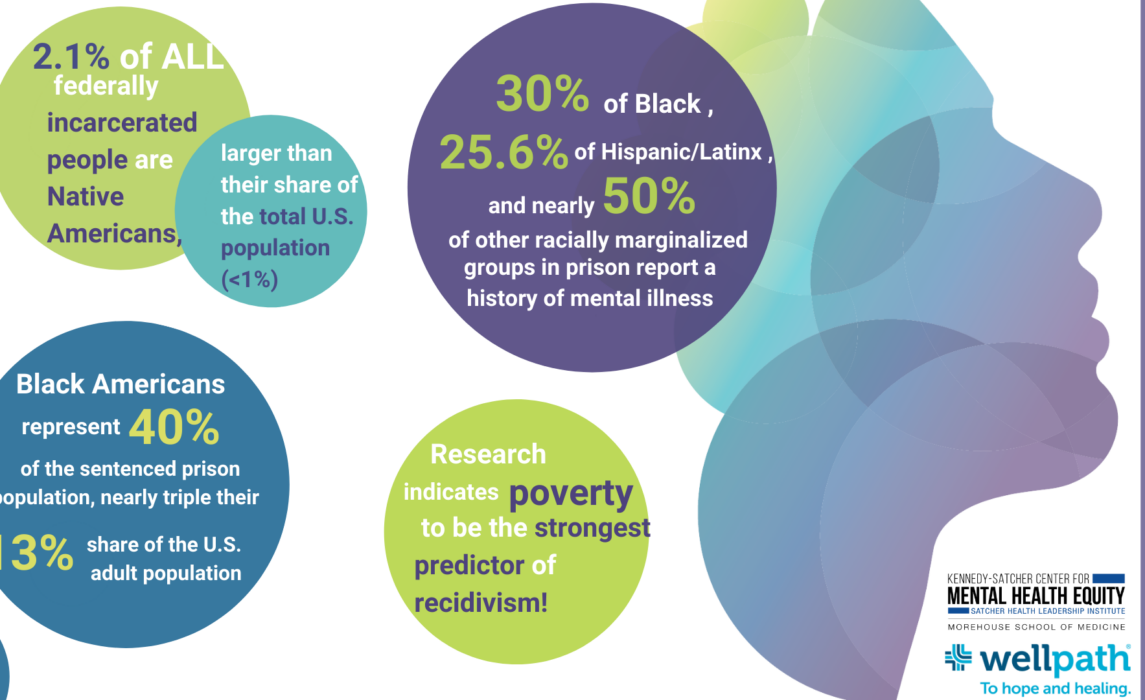 2.1% of ALL
federally
incarcerated
people are
Native
Americans,
larger than
their share of
the total U.S.
population
(<1%)
30% of Black ,
25.6% of Hispanic/Latinx ,
and nearly 50%
of other racially marginalized
groups in prison report a
history of mental illness
Black Americans
represent 40%
of the sentenced prison
population, nearly triple their
13% share of the U.S.
adult population
Research
indicates poverty
to be the strongest
predictor of
recidivism!
KENNEDY-SATCHER CENTER FOR
MENTAL HEALTH EQUITY
SATCHER HEALTH LEADERSHIP INSTITUTE
MOREHOUSE SCHOOL OF MEDICINE
wellpath®
To hope and healing.